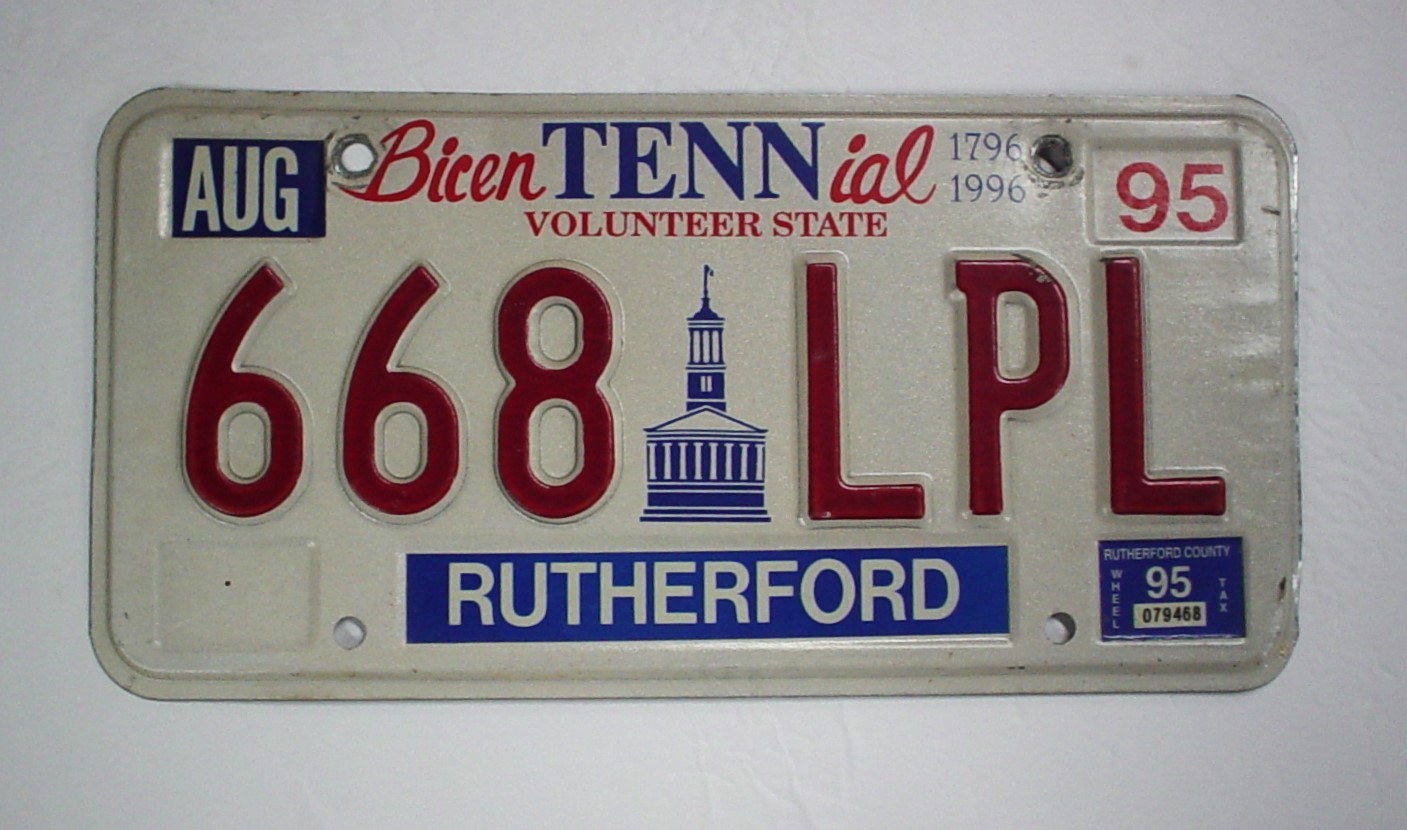 AUG BicenTENNial 1796 95
1996
VOLUNTEER STATE
668 LPL
RUTHERFORD
RUTHERFORD COUNTY
WHEEL 95 TAX
079468